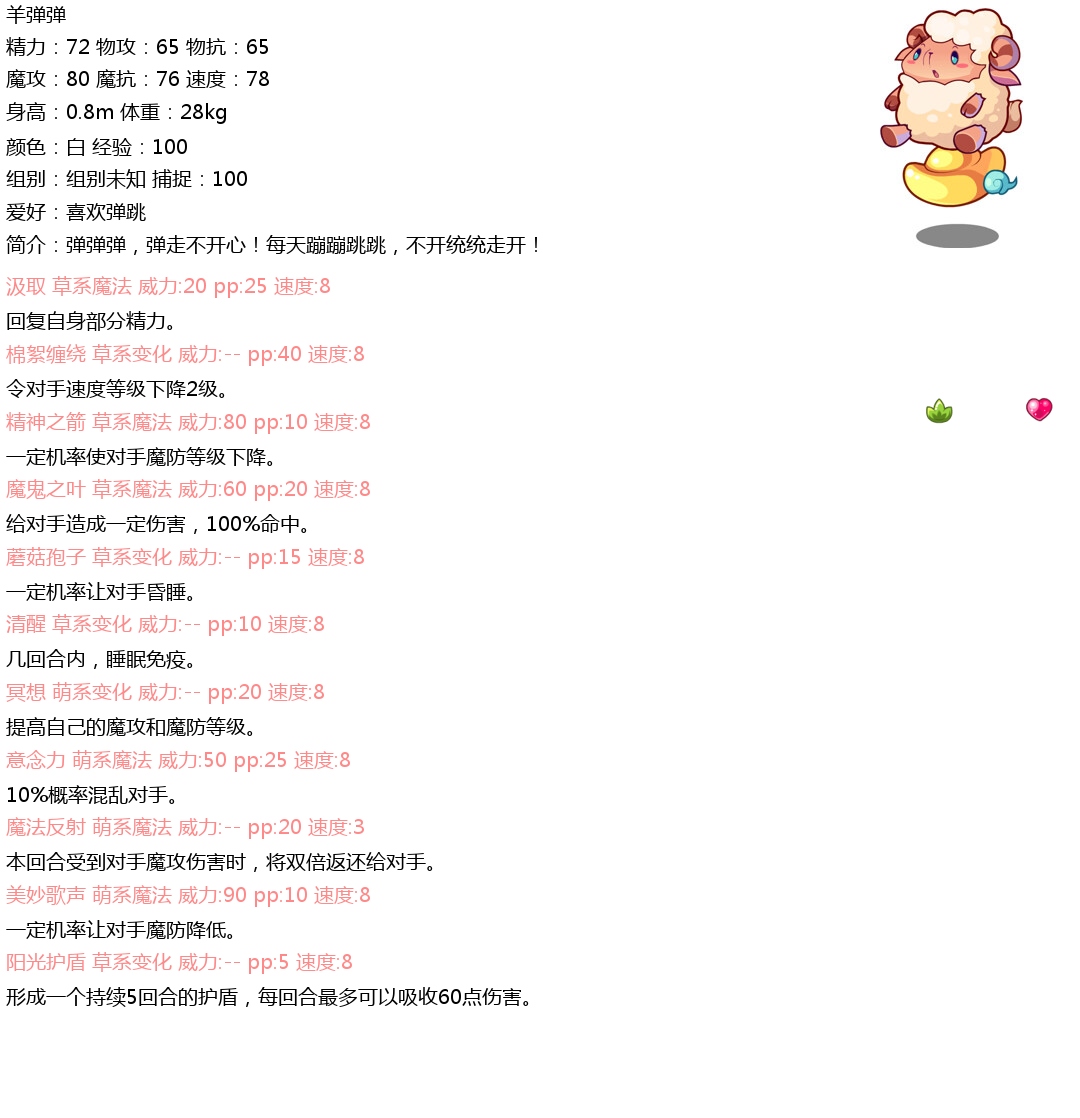 羊弹弹
精力：72 物攻：65 物抗：65
魔攻：80 魔抗：76 速度：78
身高：0.8m 体重：28kg
颜色：白 经验：100
组别：组别未知 捕捉：100
爱好：喜欢弹跳
简介：弹弹弹，弹走不开心！每天蹦蹦跳跳，不开统统走开！
汲取 草系魔法 威力:20 pp:25 速度:8
回复自身部分精力。
棉絮缠绕 草系变化 威力:-- pp:40 速度:8
令对手速度等级下降2级。
精神之箭 草系魔法 威力:80 pp:10 速度:8
一定机率使对手魔防等级下降。
魔鬼之叶 草系魔法 威力:60 pp:20 速度:8
给对手造成一定伤害，100%命中。
蘑菇孢子 草系变化 威力:-- pp:15 速度:8
一定机率让对手昏睡。
清醒 草系变化 威力:-- pp:10 速度:8
几回合内，睡眠免疫。
冥想 萌系变化 威力:-- pp:20 速度:8
提高自己的魔攻和魔防等级。
意念力 萌系魔法 威力:50 pp:25 速度:8
10%概率混乱对手。
魔法反射 萌系魔法 威力:-- pp:20 速度:3
本回合受到对手魔攻伤害时，将双倍返还给对手。
美妙歌声 萌系魔法 威力:90 pp:10 速度:8
一定机率让对手魔防降低。
阳光护盾 草系变化 威力:-- pp:5 速度:8
形成一个持续5回合的护盾，每回合最多可以吸收60点伤害。